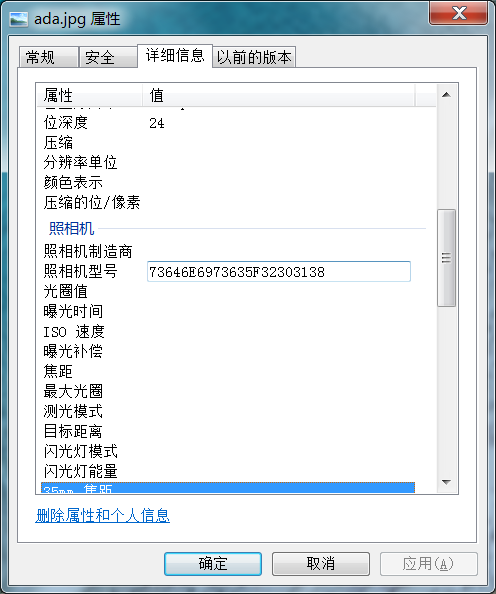 ada.jpg 属性
常规 安全 详细信息 以前的版本
属性 值
位深度 24
压缩
分辨率单位
颜色表示
压缩的位/像素
照相机
照相机制造商
照相机型号 73646E6973635F32303138
光圈值
曝光时间
ISO 速度
曝光补偿
焦距
最大光圈
测光模式
目标距离
闪光灯模式
闪光灯能量
35mm 焦距
删除属性和个人信息
确定 取消 应用(A)